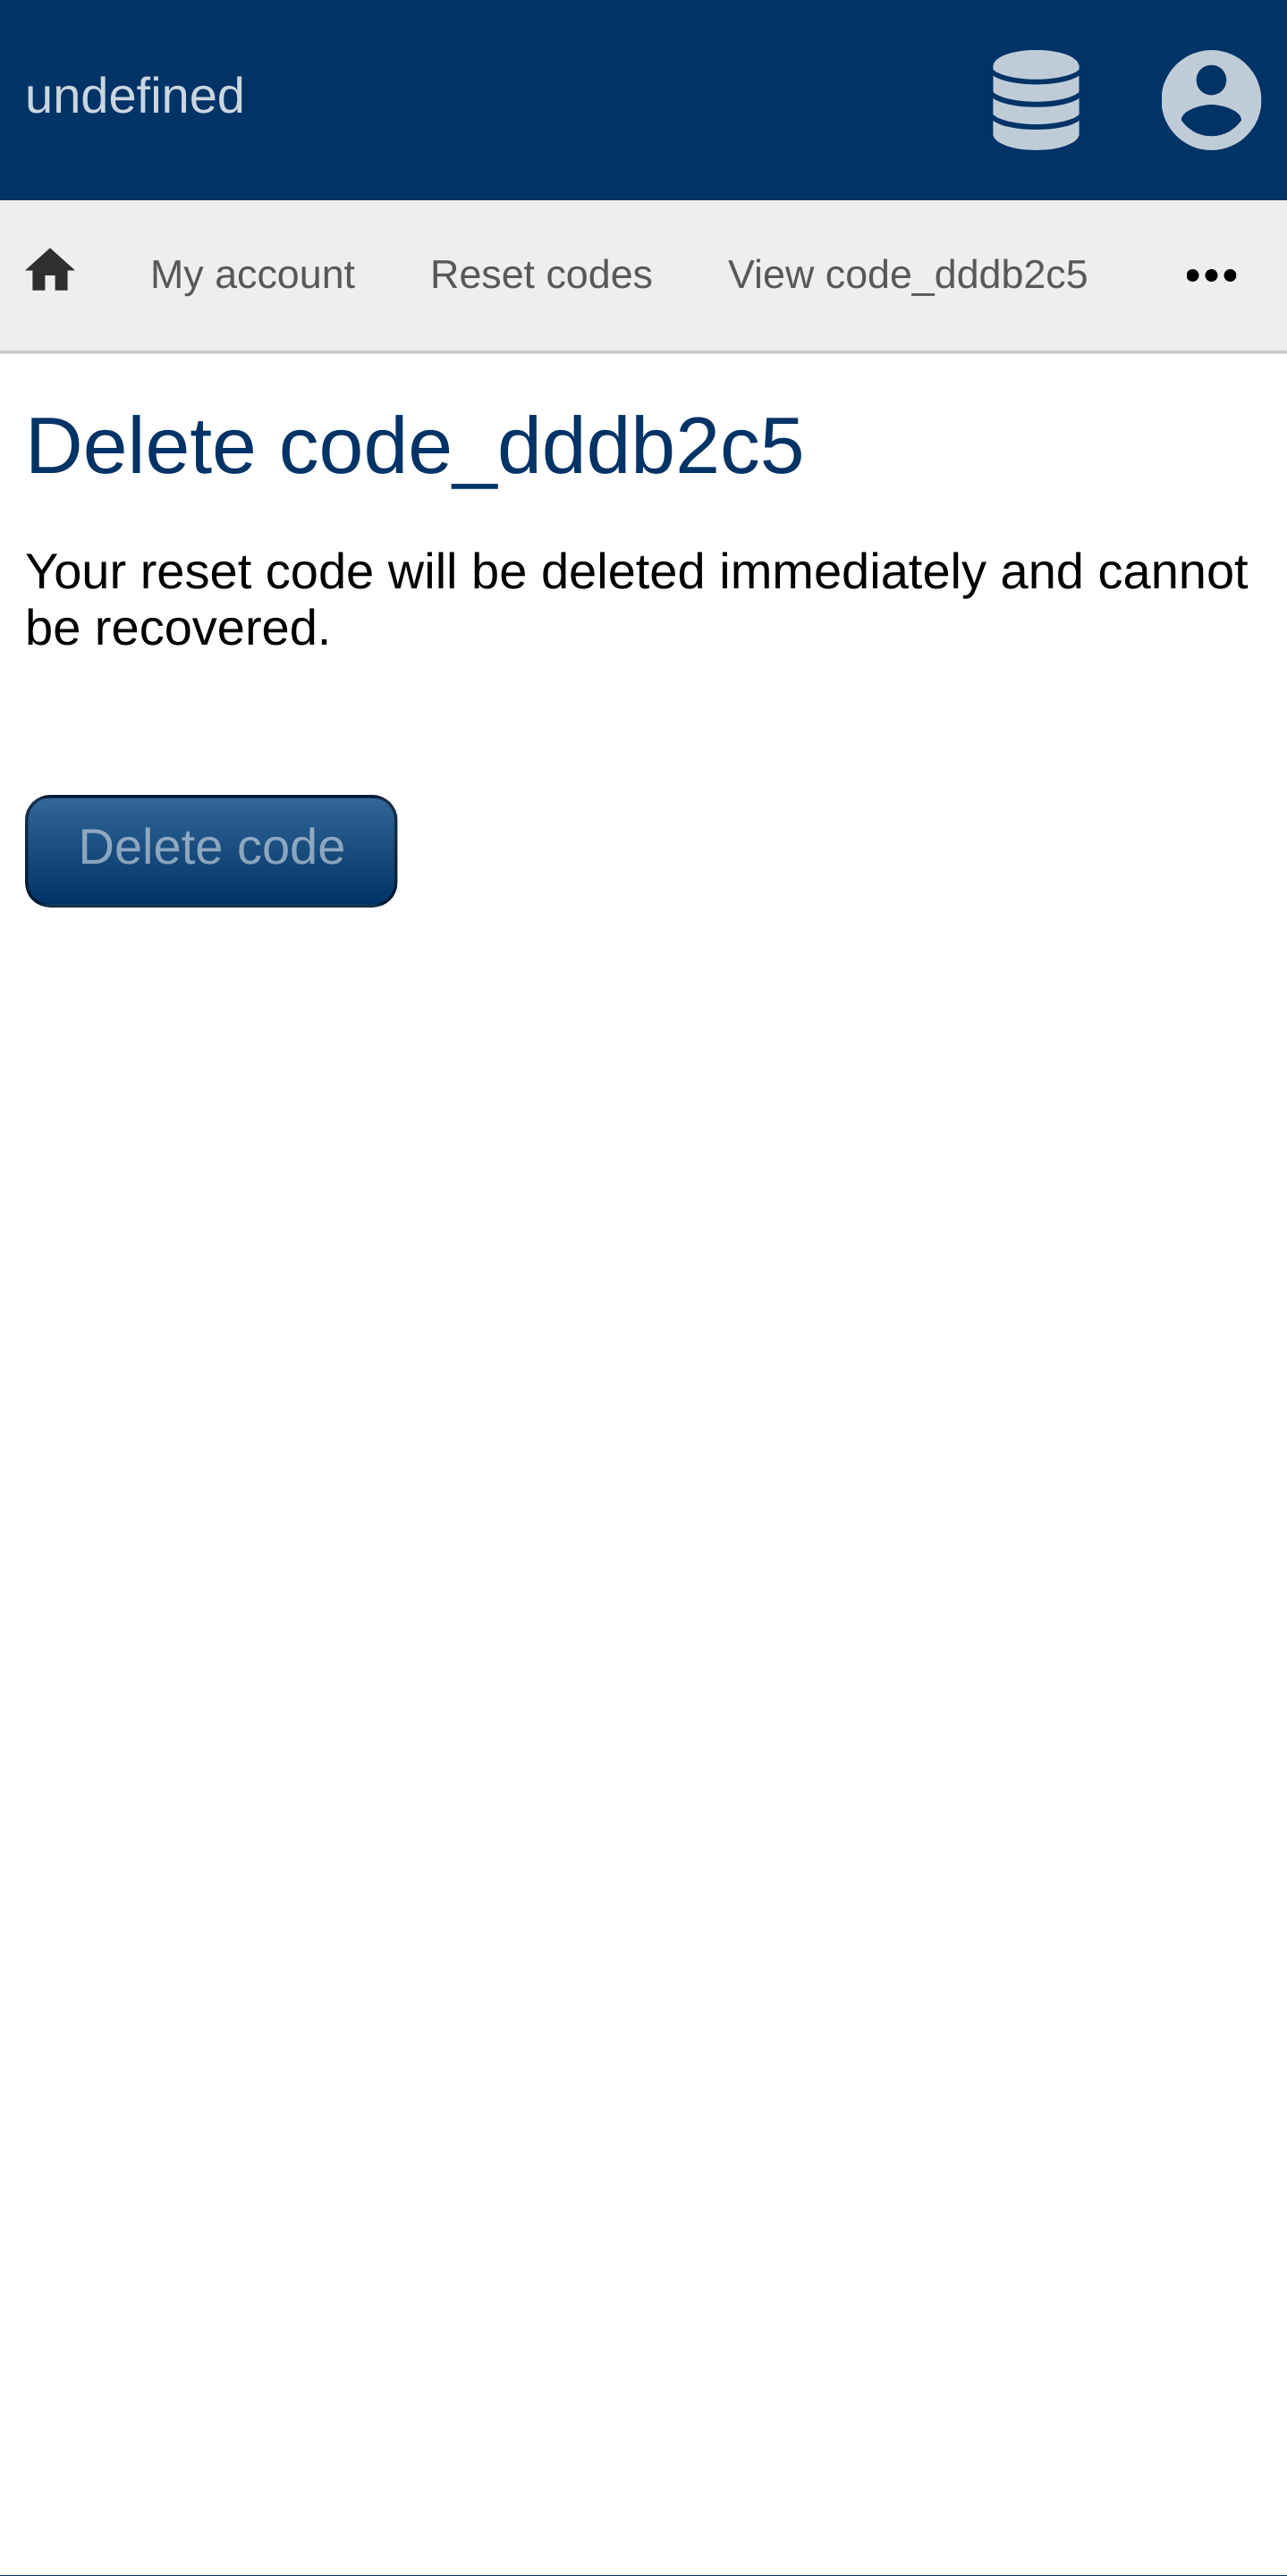 undefined
My account Reset codes View code_dddb2c5
Delete code_dddb2c5
Your reset code will be deleted immediately and cannot
be recovered.
Delete code